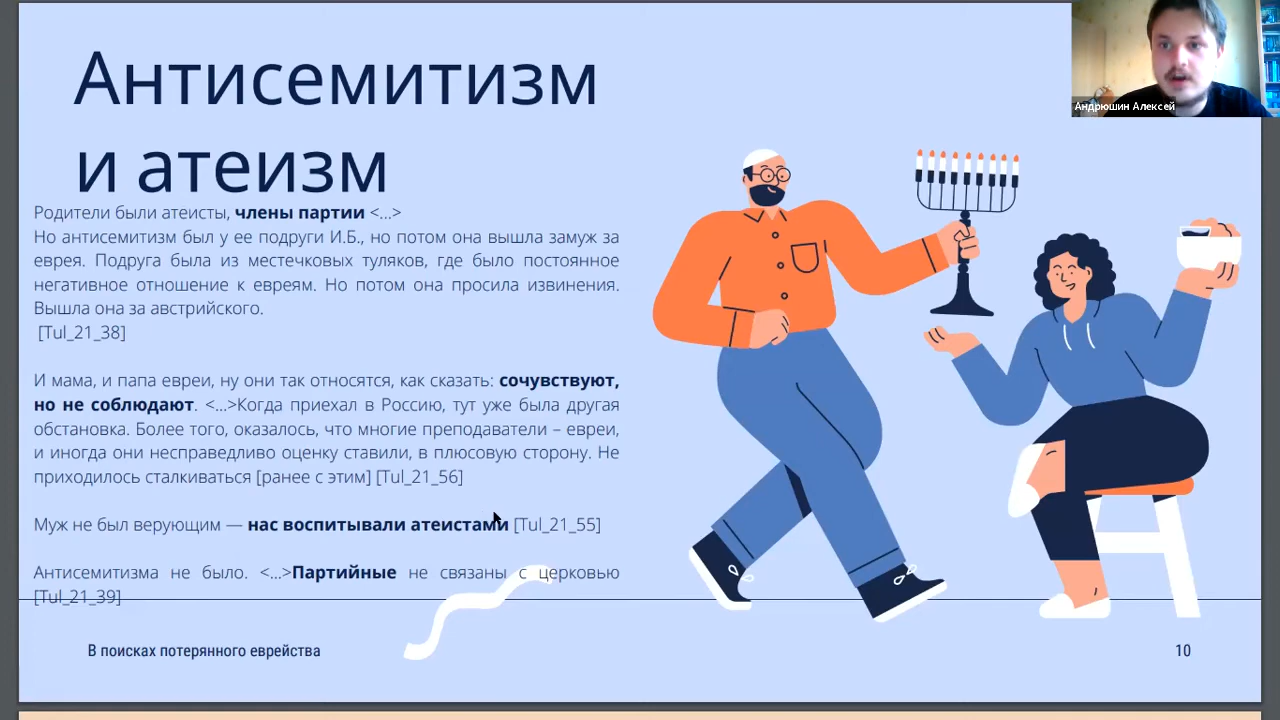 Антисемитизм
и атеизм
Андрюшин Алексей
Родители были атеисты, члены партии <...>
Но антисемитизм был у ее подруги И.Б., но потом она вышла замуж за
еврея. Подруга была из местечковых туляков, где было постоянное
негативное отношение к евреям. Но потом она просила извинения.
Вышла она за австрийского.
[Tul_21_38]
И мама, и папа евреи, ну они так относятся, как сказать: сочувствуют,
но не соблюдают. <...>Когда приехал в Россию, тут уже была другая
обстановка. Более того, оказалось, что многие преподаватели – евреи,
и иногда они несправедливо оценку ставили, в плюсовую сторону. Не
приходилось сталкиваться [ранее с этим] [Tul_21_56]
Муж не был верующим — нас воспитывали атеистами [Tul_21_55]
Антисемитизма не было. <...>Партийные не связаны с церковью
[Tul_21_39]
В поисках потерянного еврейства
10